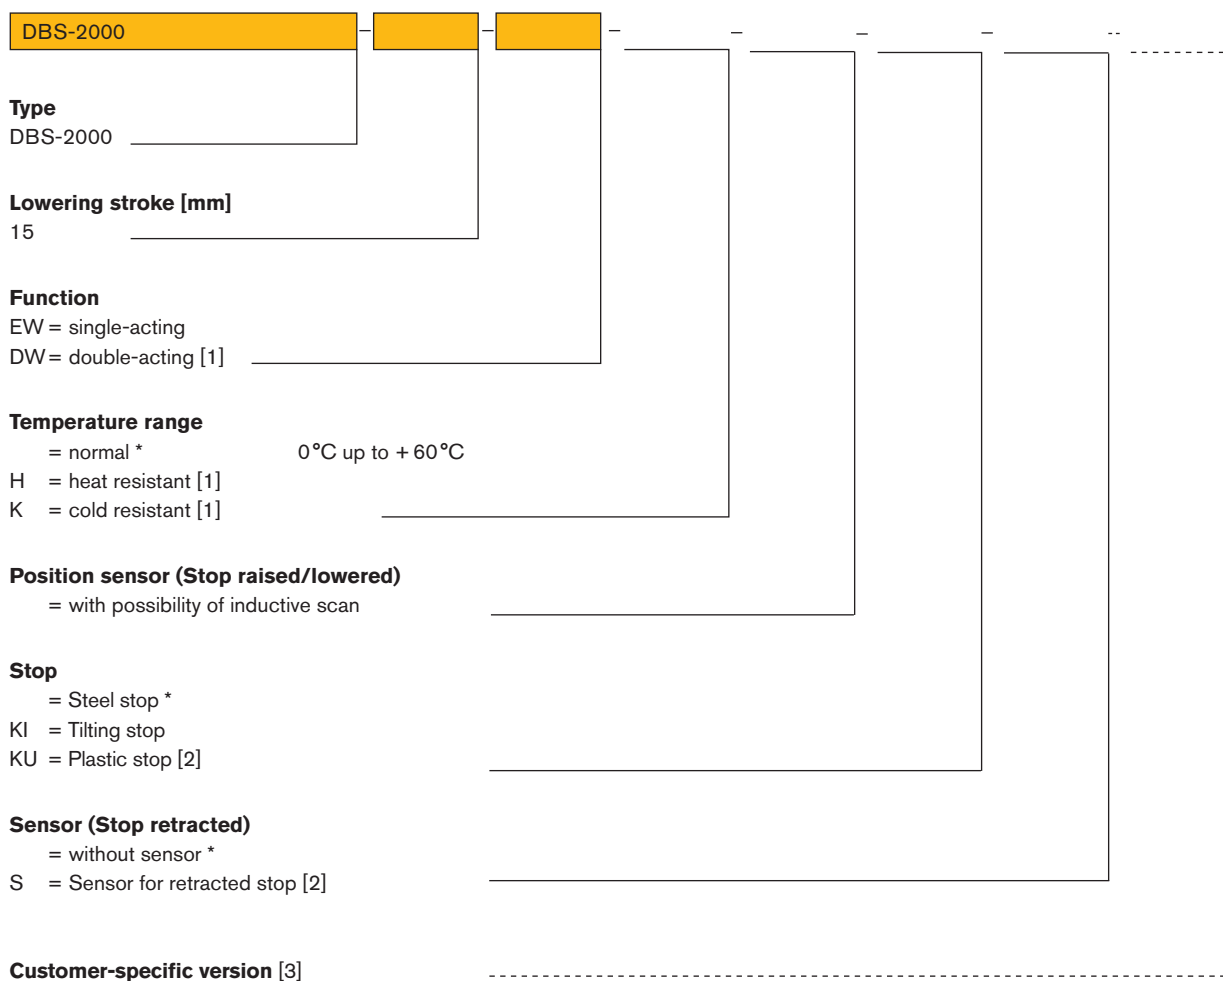 DBS-2000 - - - - - - --
Type
DBS-2000
Lowering stroke [mm]
15
Function
EW = single-acting
DW = double-acting [1]
Temperature range
= normal * 0 °C up to + 60 °C
H = heat resistant [1]
K = cold resistant [1]
Position sensor (Stop raised/lowered)
= with possibility of inductive scan
Stop
= Steel stop *
KI = Tilting stop
KU = Plastic stop [2]
Sensor (Stop retracted)
= without sensor *
S = Sensor for retracted stop [2]
Customer-specific version [3]